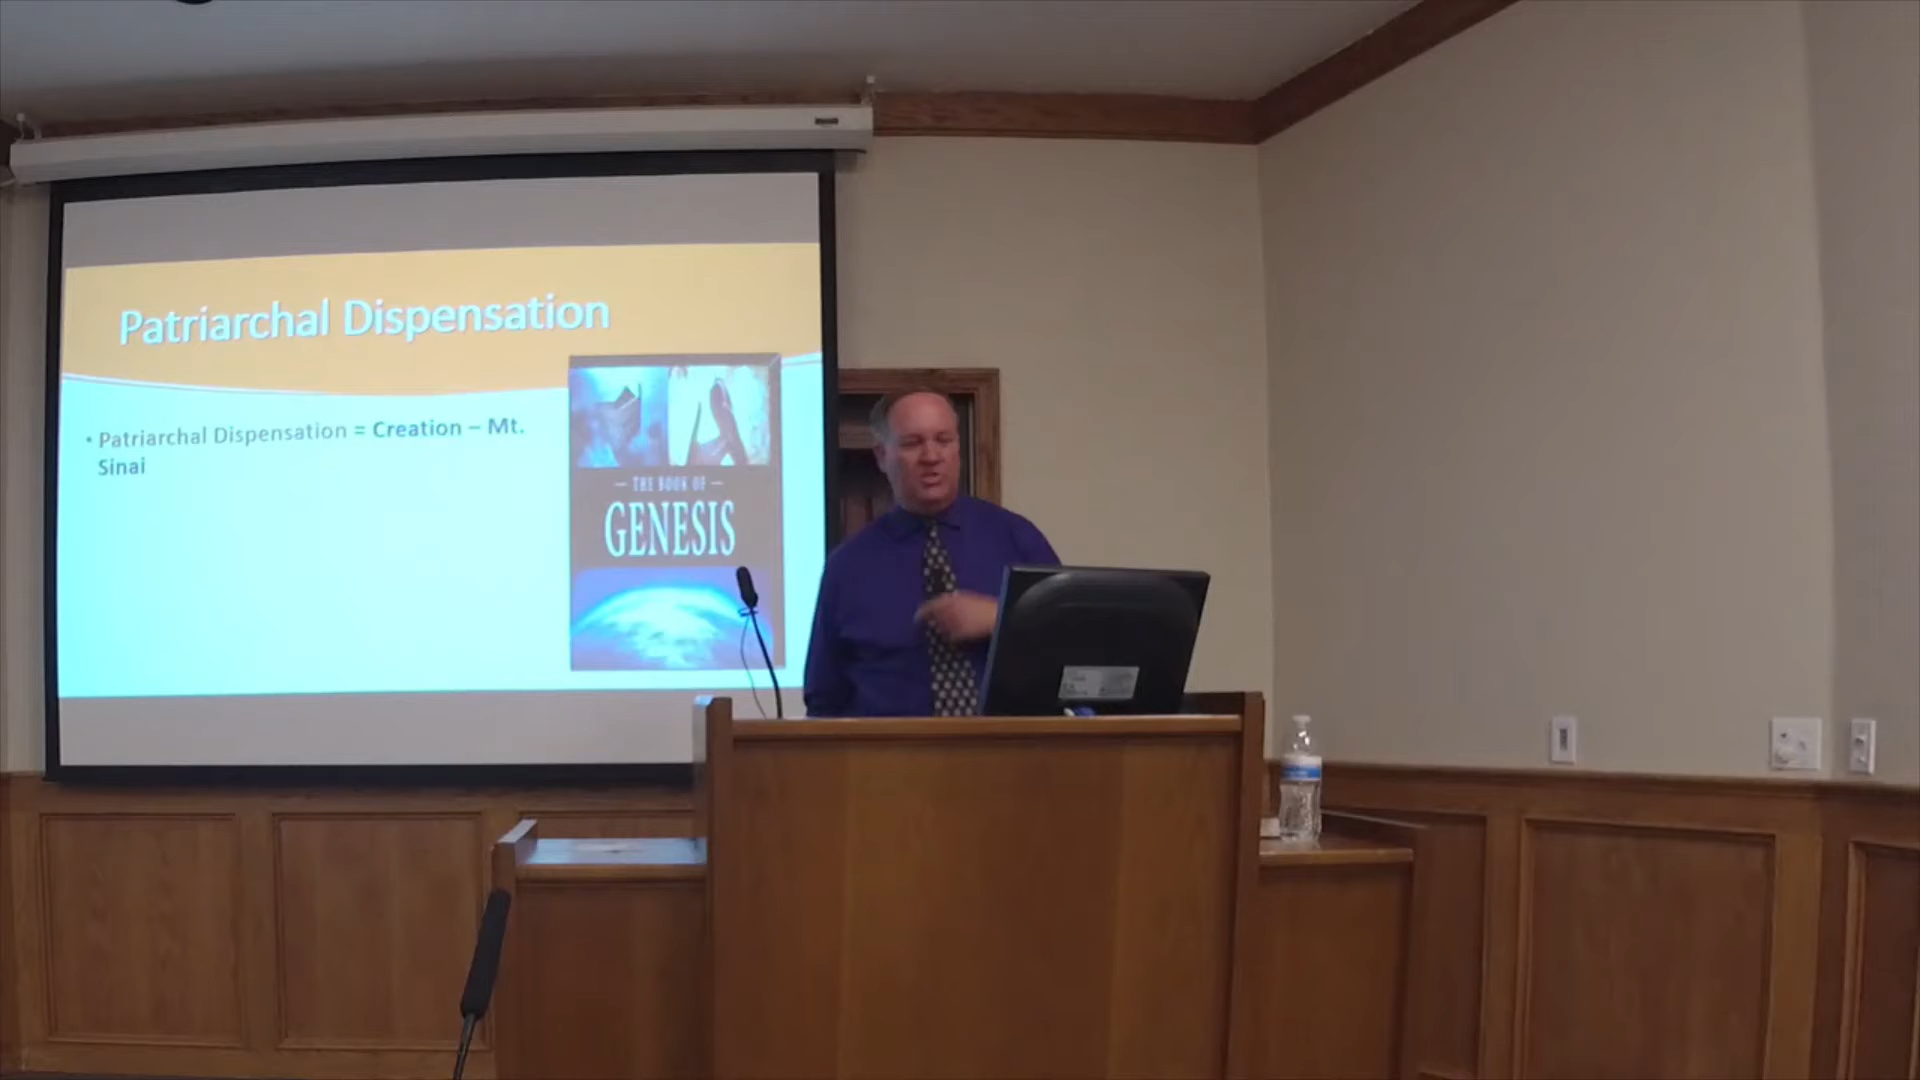 Patriarchal Dispensation
• Patriarchal Dispensation = Creation – Mt.
Sinai
– THE BOOK OF –
GENESIS